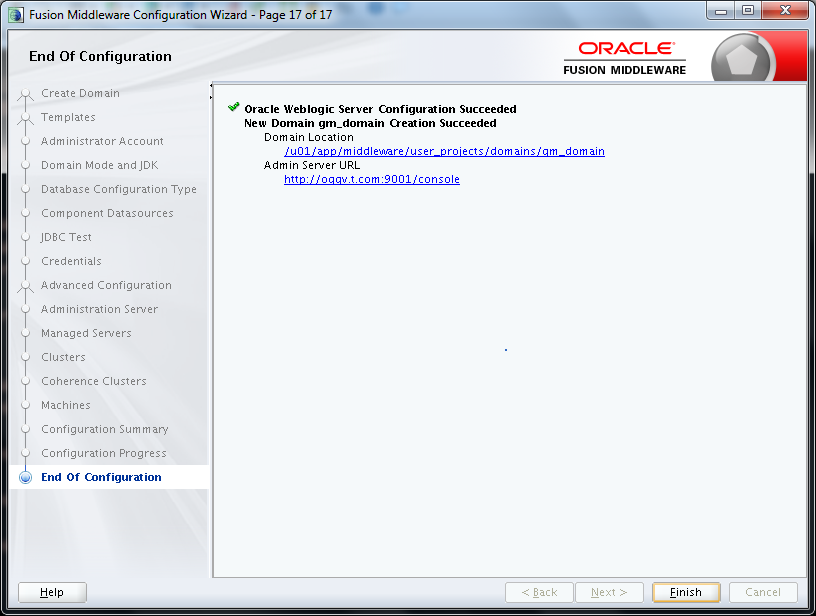 Fusion Middleware Configuration Wizard - Page 17 of 17
End Of Configuration
ORACLE
FUSION MIDDLEWARE
Create Domain
Templates
Administrator Account
Domain Mode and JDK
Database Configuration Type
Component Datasources
JDBC Test
Credentials
Advanced Configuration
Administration Server
Managed Servers
Clusters
Coherence Clusters
Machines
Configuration Summary
Configuration Progress
End Of Configuration
Oracle Weblogic Server Configuration Succeeded
New Domain gm_domain Creation Succeeded
Domain Location
/u01/app/middleware/user_projects/domains/gm_domain
Admin Server URL
http://oggv.t.com:9001/console
Help
< Back
Next >
Finish
Cancel